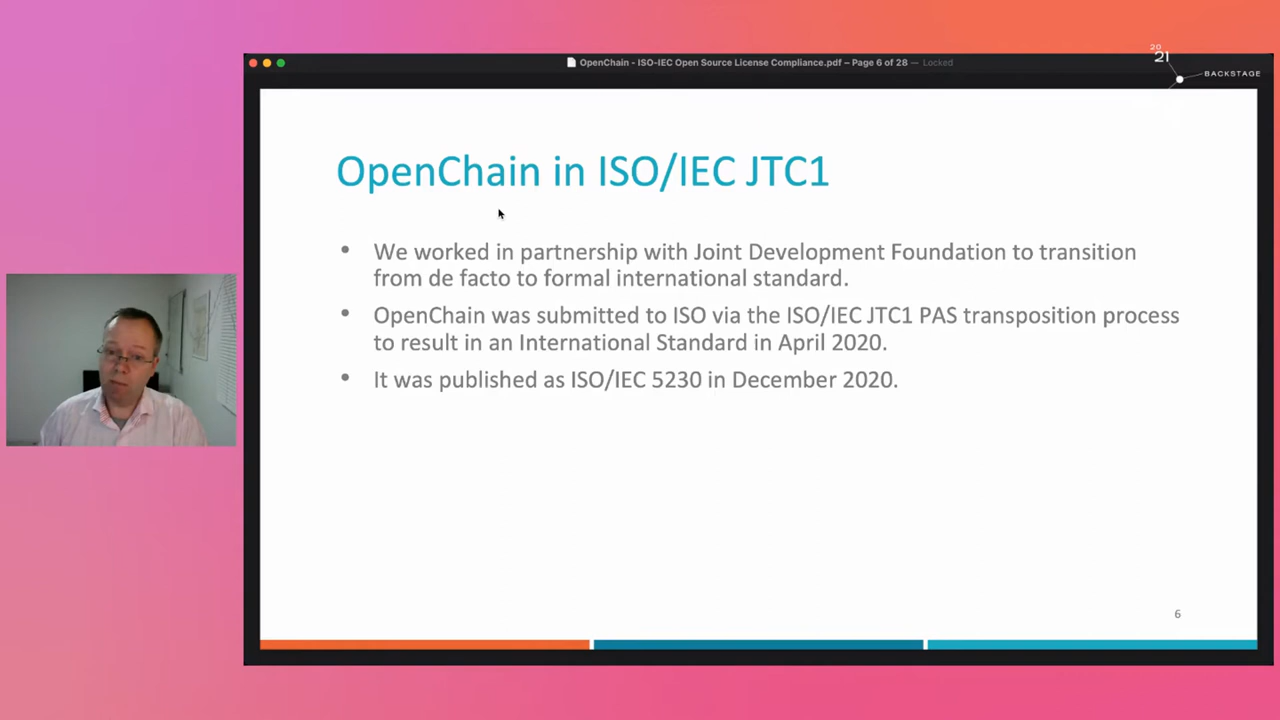 OpenChain - ISO-IEC Open Source License Compliance.pdf – Page 6 of 28 — Locked
20
21
BACKSTAGE
OpenChain in ISO/IEC JTC1
• We worked in partnership with Joint Development Foundation to transition
from de facto to formal international standard.
• OpenChain was submitted to ISO via the ISO/IEC JTC1 PAS transposition process
to result in an International Standard in April 2020.
• It was published as ISO/IEC 5230 in December 2020.
6